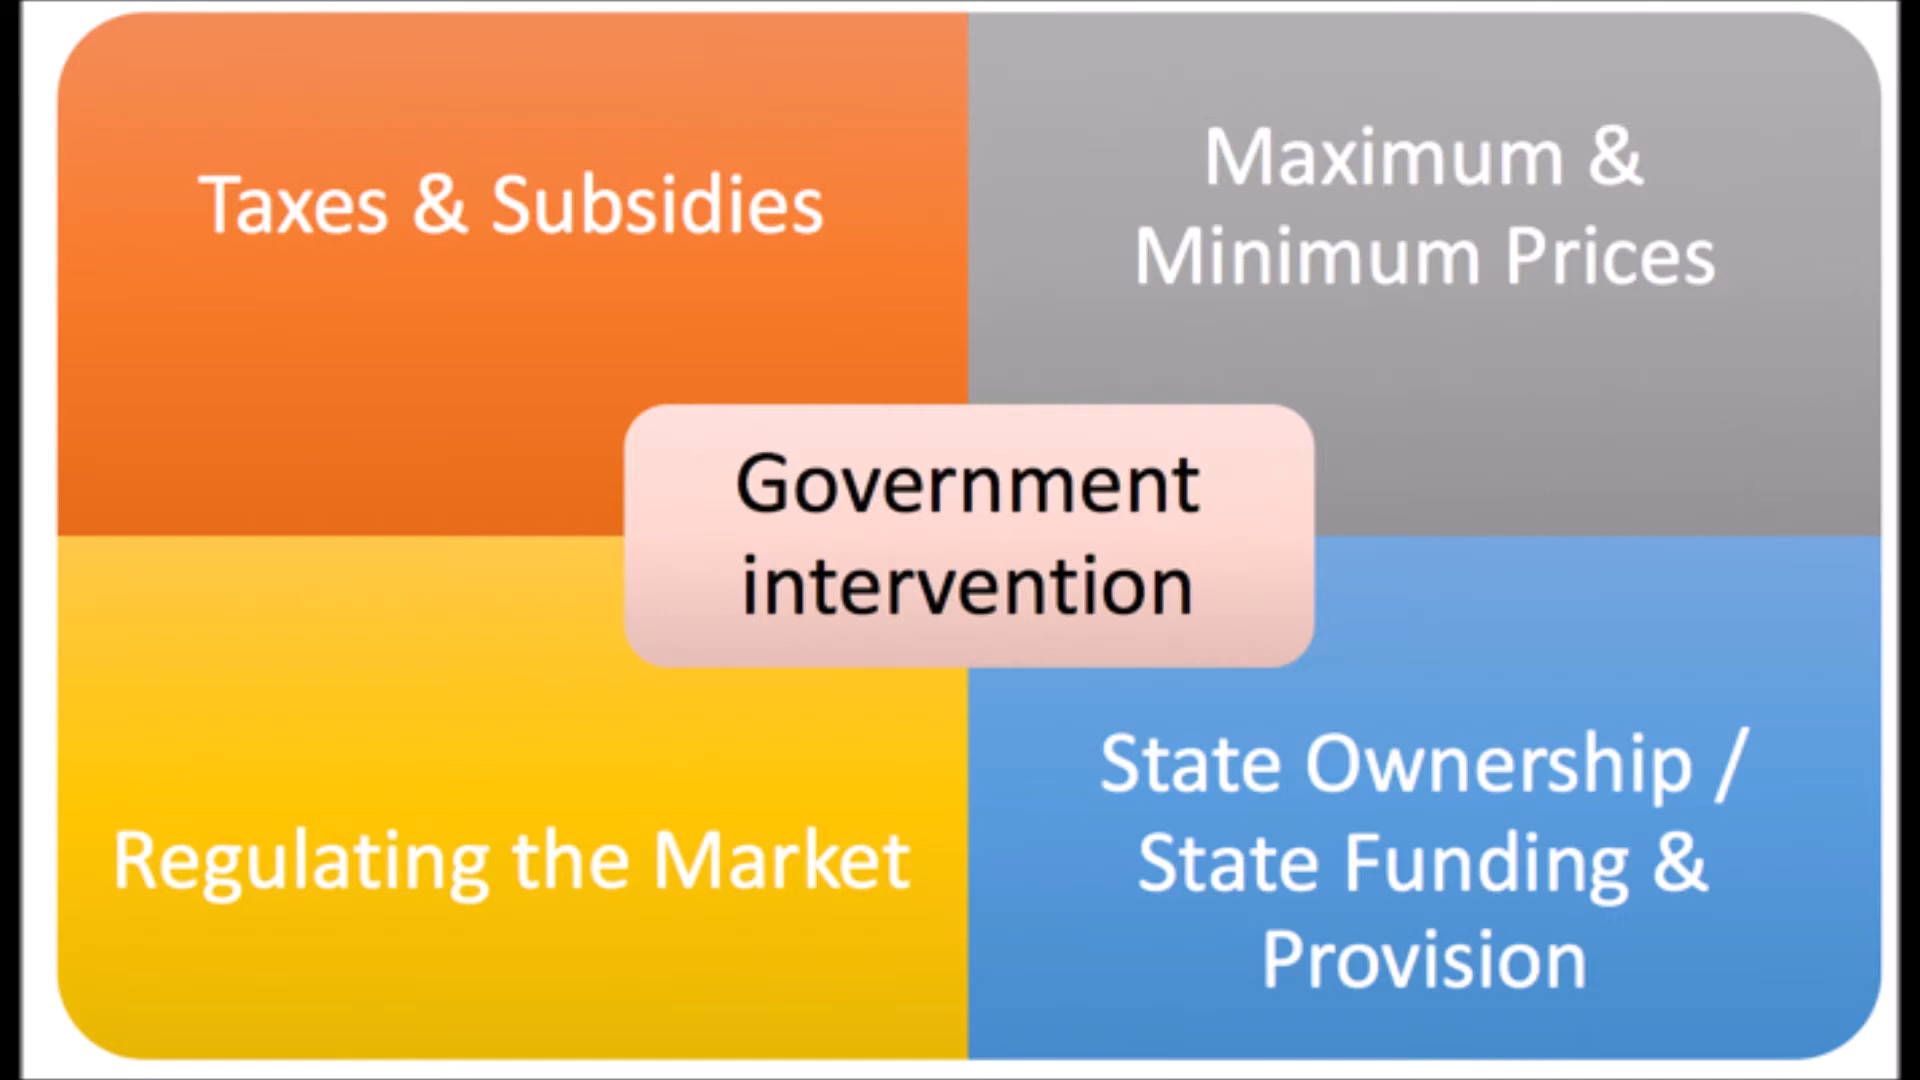 Taxes & Subsidies
Maximum &
Minimum Prices
Government
intervention
Regulating the Market
State Ownership /
State Funding &
Provision